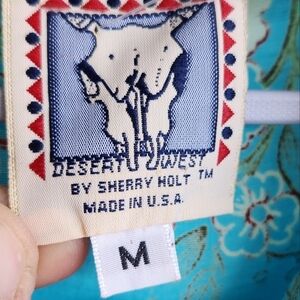 DESERT WEST
BY SHERRY HOLT TM
MADE IN U.S.A.
M